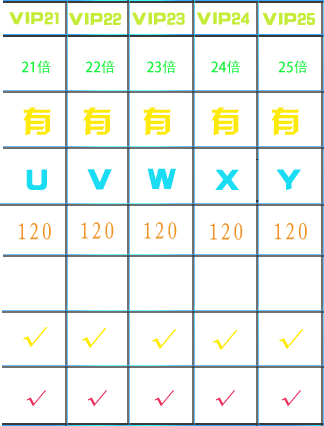 VIP21 VIP22 VIP23 VIP24 VIP25
21倍 22倍 23倍 24倍 25倍
有 有 有 有 有
U V W X Y
120 120 120 120 120
√ √ √ √ √
√ √ √ √ √